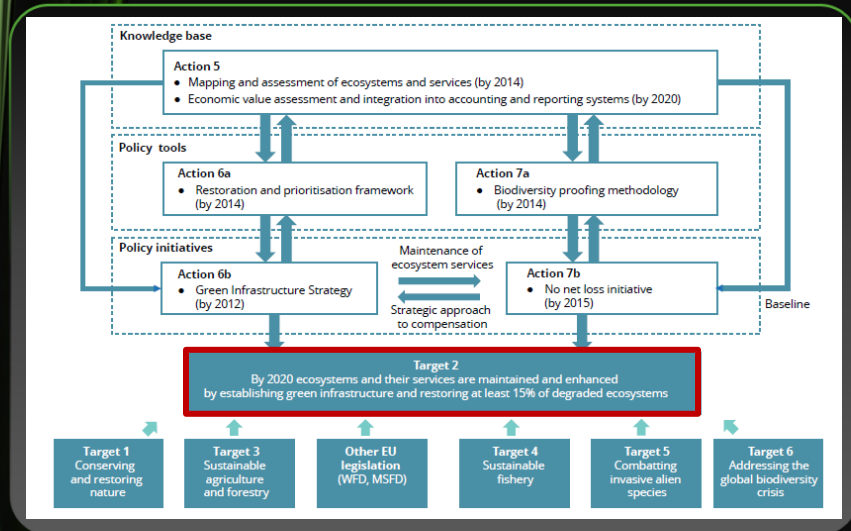 Knowledge base
Action 5
• Mapping and assessment of ecosystems and services (by 2014)
• Economic value assessment and integration into accounting and reporting systems (by 2020)
Policy tools
Action 6a
• Restoration and prioritisation framework
(by 2014)
Action 7a
• Biodiversity proofing methodology
(by 2014)
Policy initiatives
Action 6b
• Green Infrastructure Strategy
(by 2012)
Maintenance of
ecosystem services
Strategic approach
to compensation
Action 7b
• No net loss initiative
(by 2015)
Baseline
Target 2
By 2020 ecosystems and their services are maintained and enhanced
by establishing green infrastructure and restoring at least 15% of degraded ecosystems
Target 1
Conserving
and restoring
nature
Target 3
Sustainable
agriculture
and forestry
Other EU
legislation
(WFD, MSFD)
Target 4
Sustainable
fishery
Target 5
Combatting
invasive alien
species
Target 6
Addressing the
global biodiversity
crisis